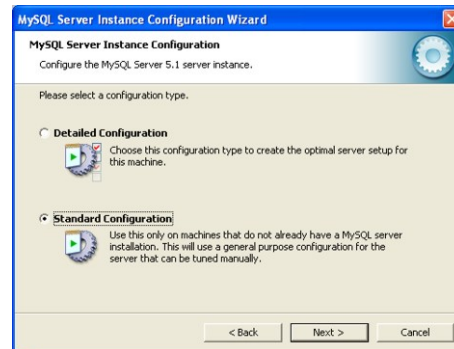 MySQL Server Instance Configuration Wizard
MySQL Server Instance Configuration
Configure the MySQL Server 5.1 server instance.
Please select a configuration type.
Detailed Configuration
Choose this configuration type to create the optimal server setup for
this machine.
Standard Configuration
Use this only on machines that do not already have a MySQL server
installation. This will use a general purpose configuration for the
server that can be tuned manually.
< Back Next > Cancel